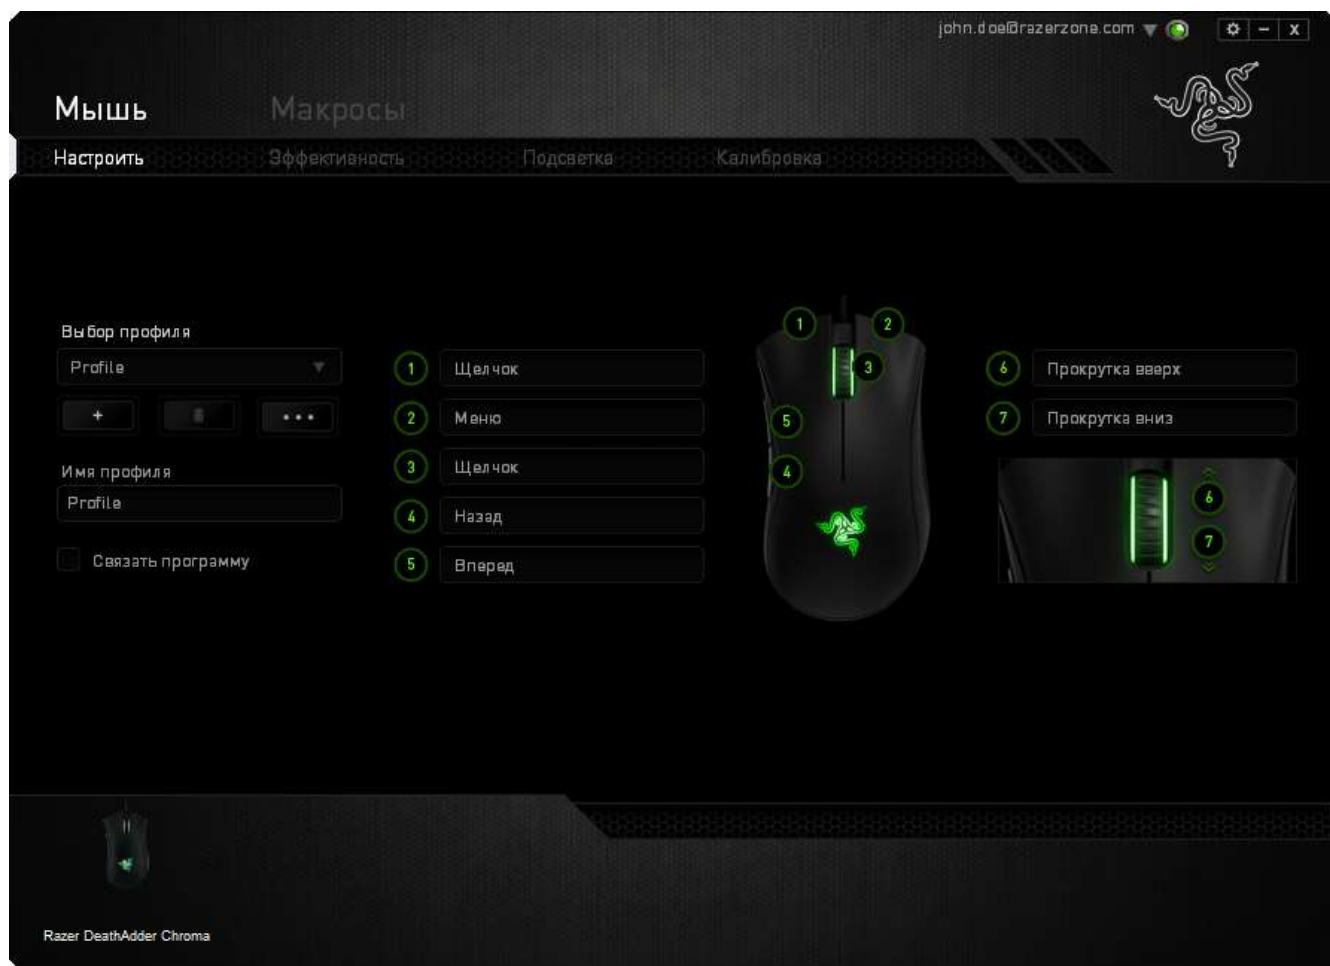 john.doe@razerzone.com
Мышь
Макросы
Настроить
Эффективность
Подсветка
Калибровка
Выбор профиля
Profile
+
Имя профиля
Profile
Связать программу
1 Щелчок
2 Меню
3 Щелчок
4 Назад
5 Вперед
1
2
3
5
4
6 Прокрутка вверх
7 Прокрутка вниз
6
7
Razer DeathAdder Chroma